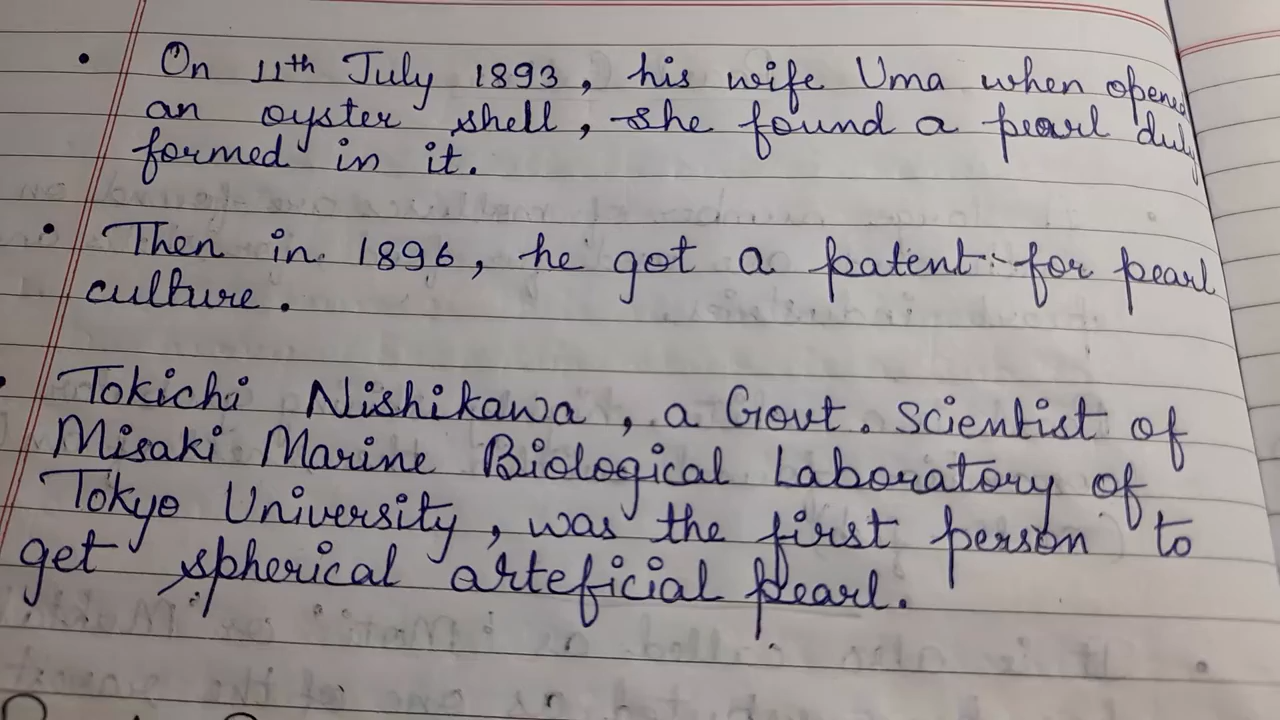 • On 11th July 1893, his wife Uma when opened
an oyster shell, she found a pearl duly
formed in it.
• Then in 1896, he got a patent for pearl
culture.
• Tokichi Nishikawa, a Govt. Scientist of
Misaki Marine Biological Laboratory of
Tokyo University, was the first person to
get spherical arteficial pearl.